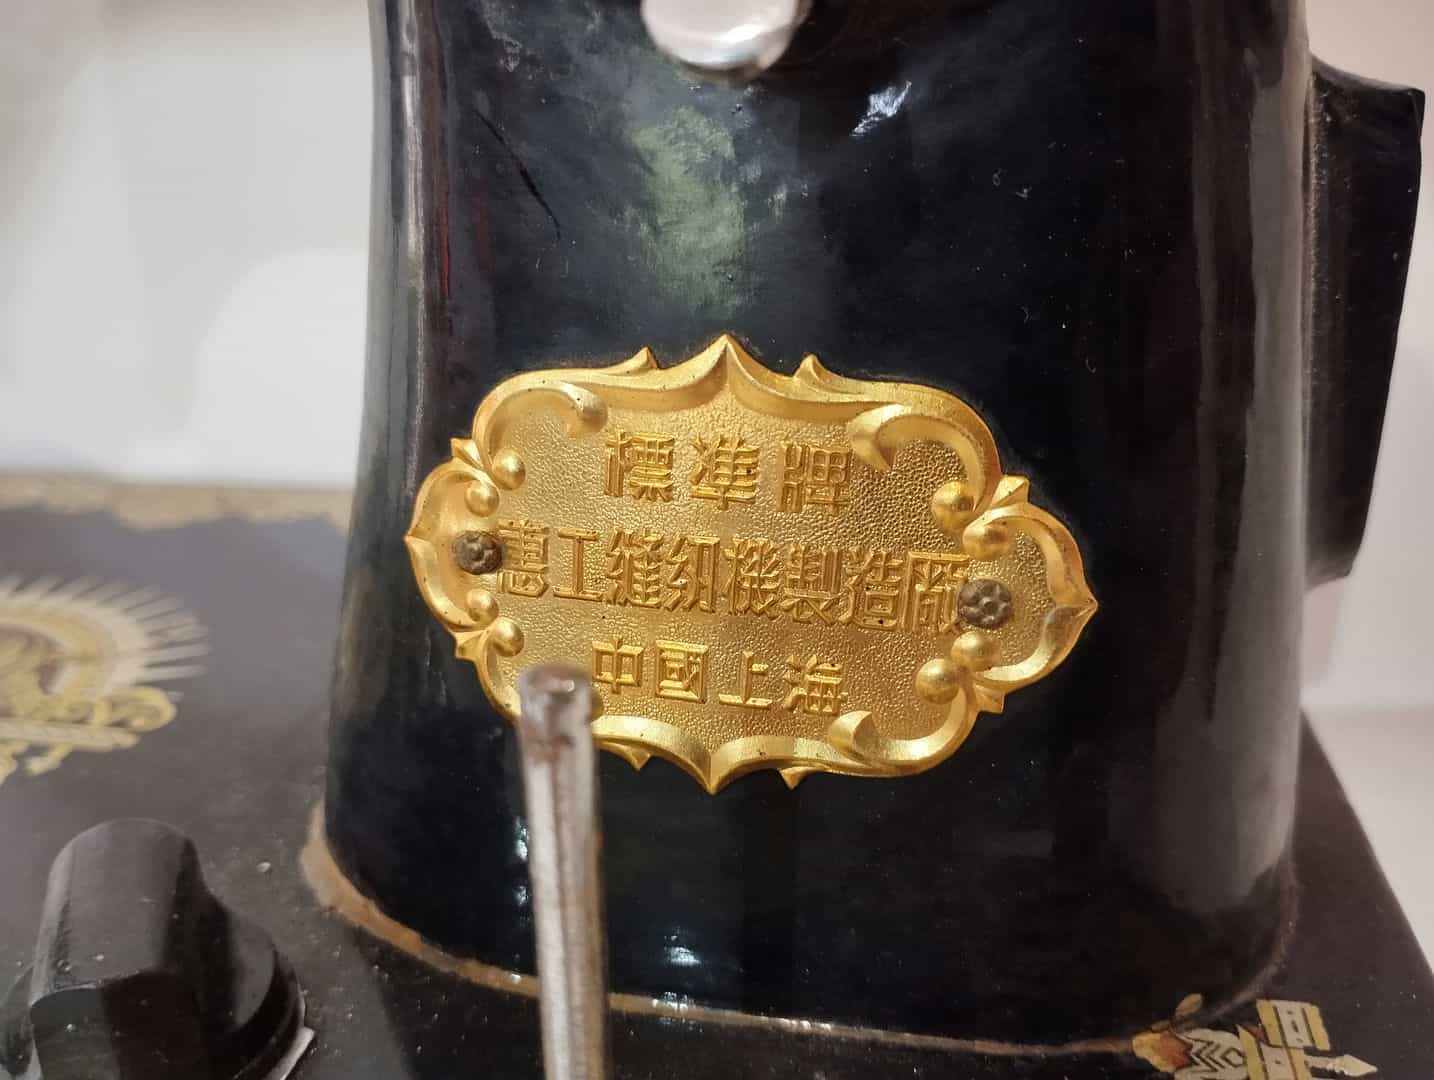 標準牌
惠工縫紉機製造廠
中國上海